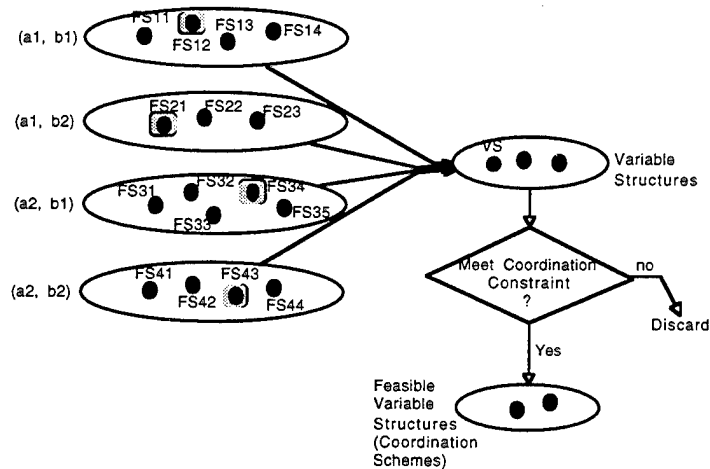 FS11
FS13
(a1, b1)
FS14
FS12
FS21
FS22
FS23
(a1, b2)
VS
Variable
Structures
FS32
FS34
FS31
(a2, b1)
FS33
FS35
FS41
FS43
(a2, b2)
FS42
FS44
Meet Coordination
Constraint
?
no
Discard
Yes
Feasible
Variable
Structures
(Coordination
Schemes)